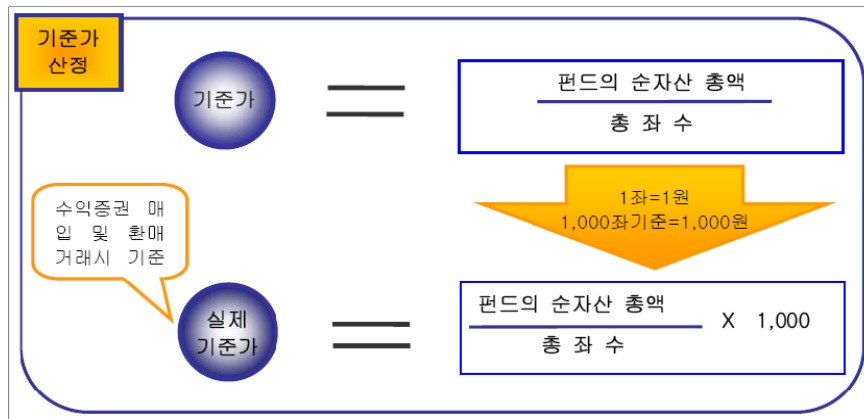 기준가
산정
기준가
펀드의 순자산 총액
총 좌 수
1좌=1원
1,000좌기준=1,000원
수익증권 매
입 및 환매
거래시 기준
실제
기준가
펀드의 순자산 총액
총 좌 수
X 1,000